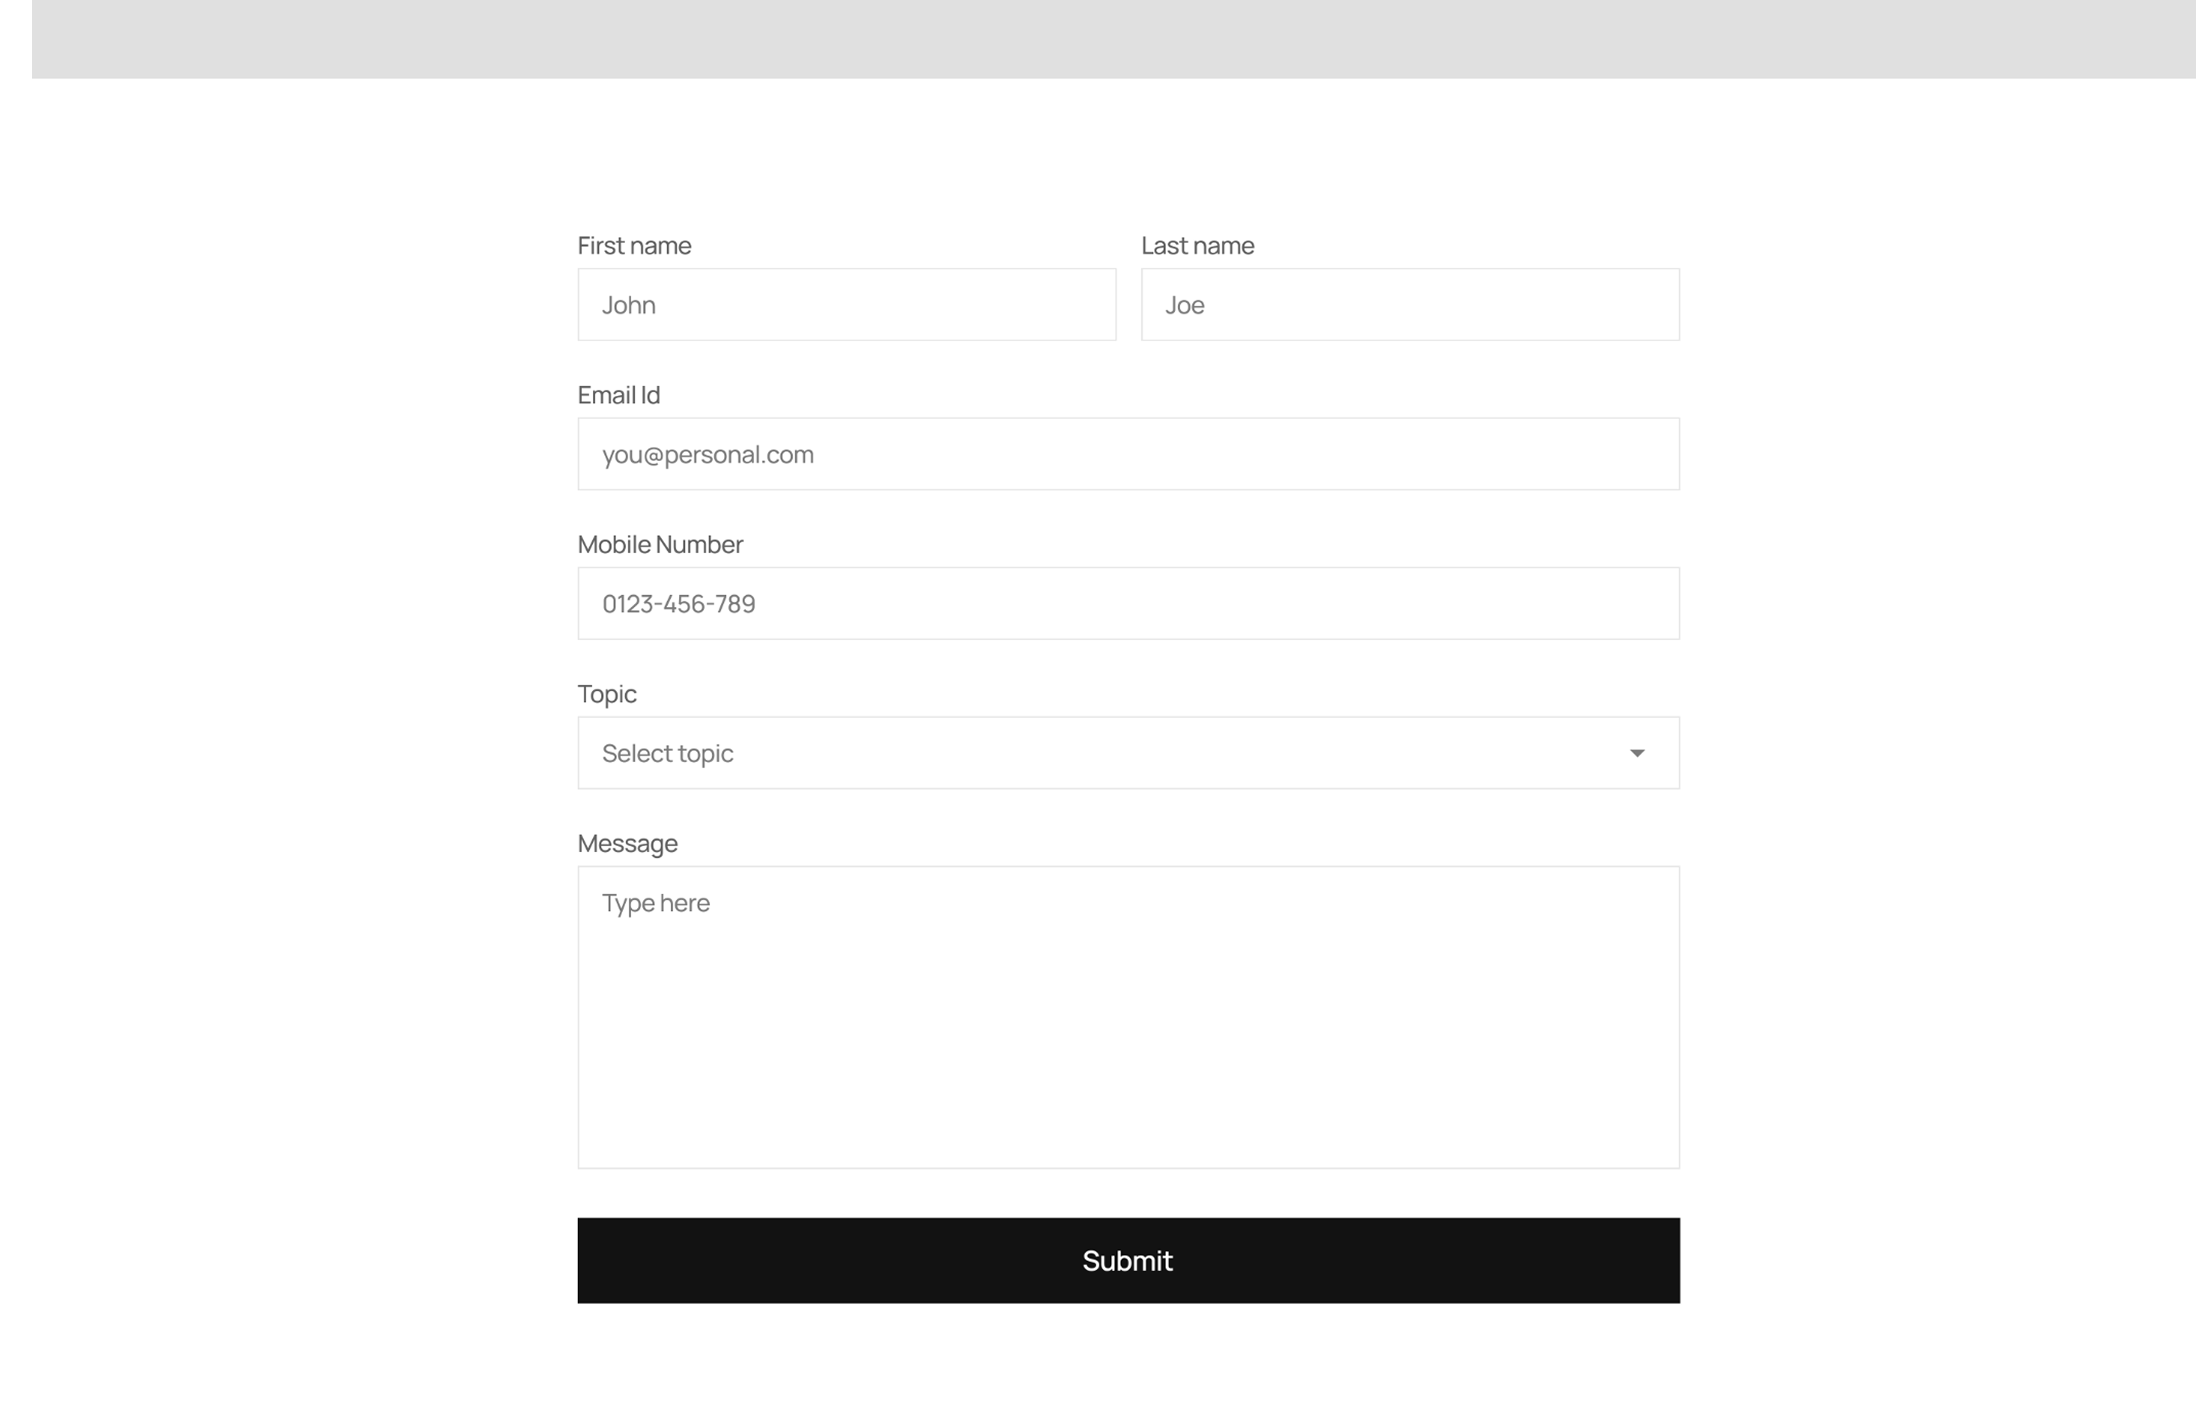 First name
Last name
John
Joe
Email Id
you@personal.com
Mobile Number
0123-456-789
Topic
Select topic
Message
Type here
Submit